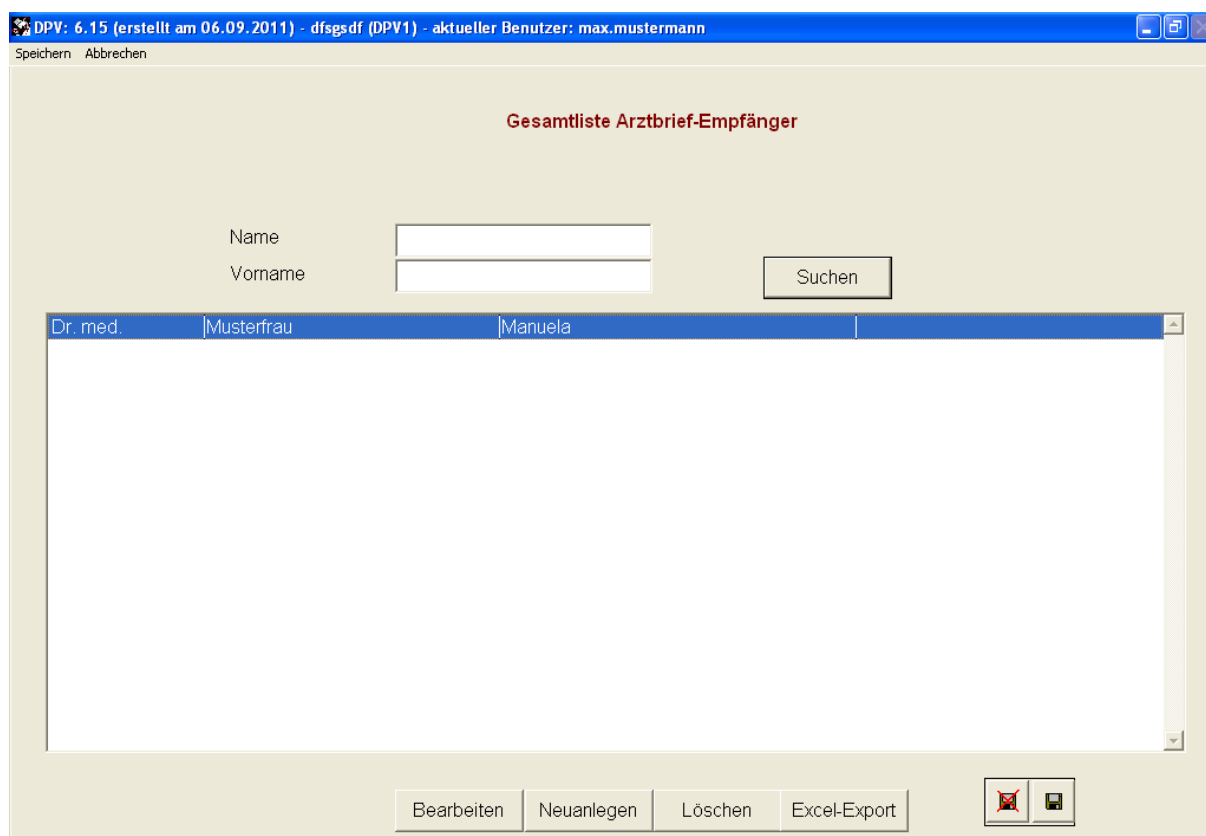 DPV: 6.15 (erstellt am 06.09.2011) - dfsgsdf (DPV1) - aktueller Benutzer: max.mustermann
Speichern Abbrechen
Gesamtliste Arztbrief-Empfänger
Name
Vorname
Suchen
Dr. med. Musterfrau Manuela
Bearbeiten Neuanlegen Löschen Excel-Export